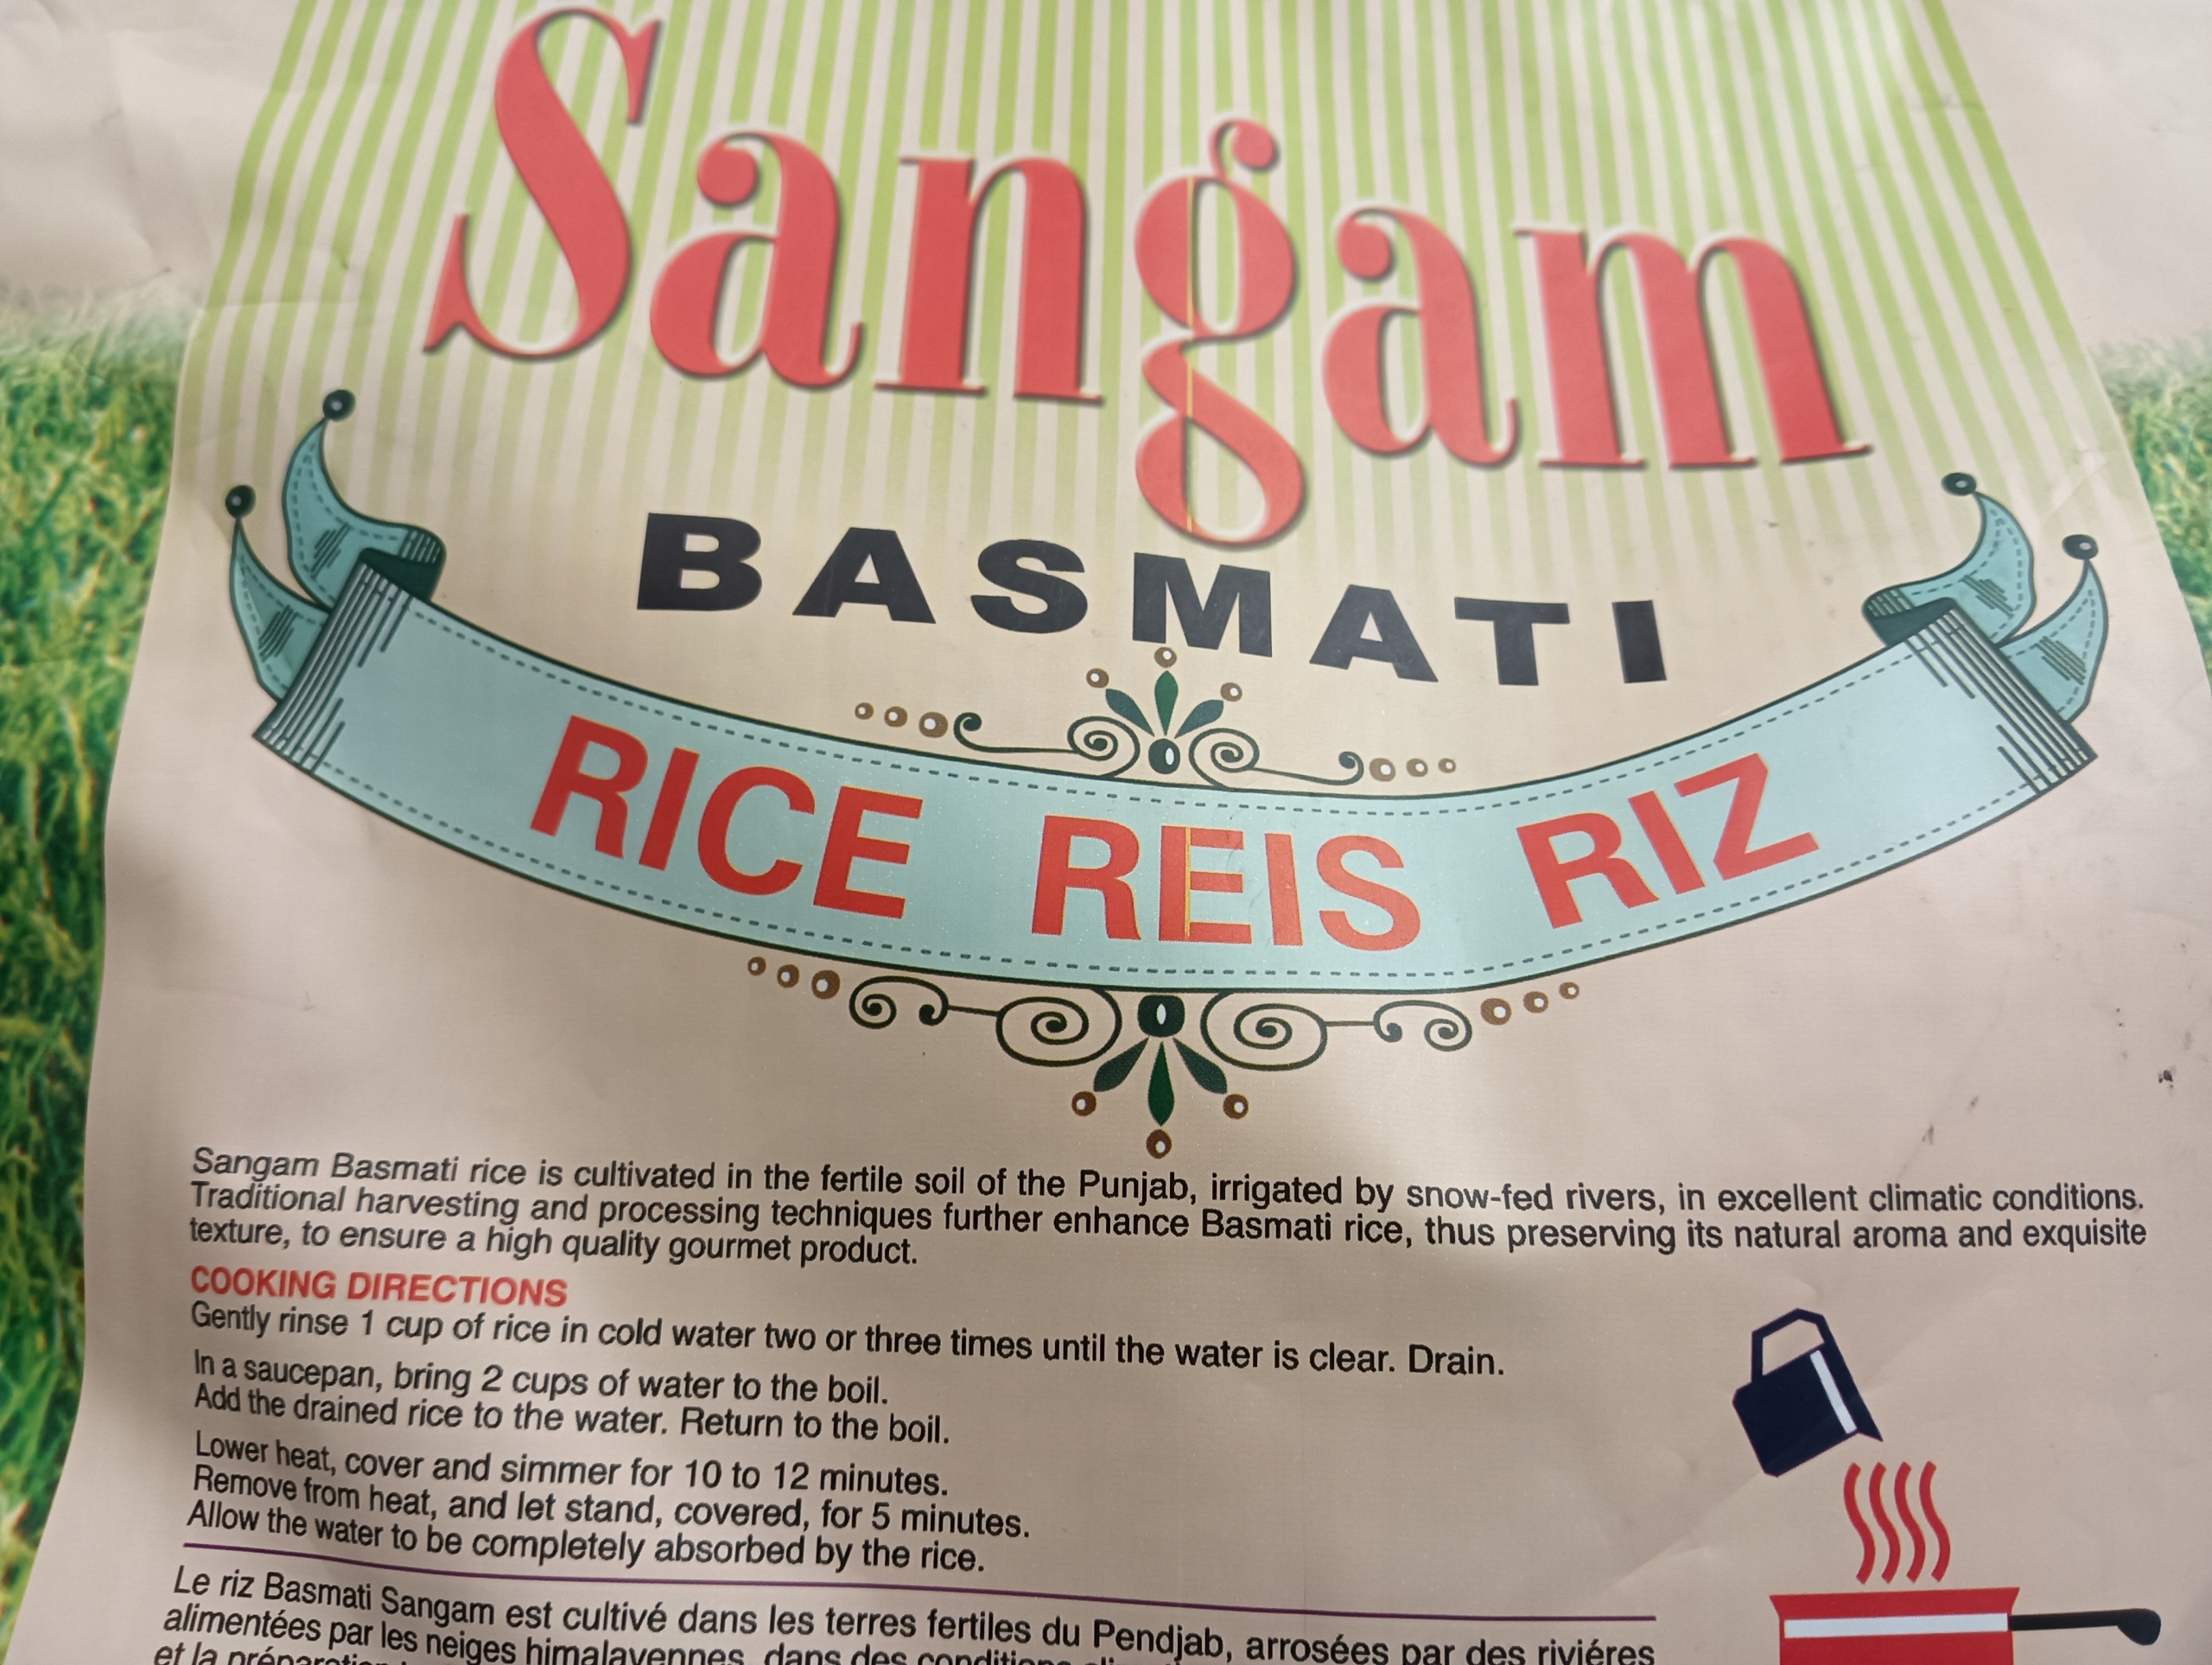 Sangam
BASMATI
RICE REIS RIZ
Sangam Basmati rice is cultivated in the fertile soil of the Punjab, irrigated by snow-fed rivers, in excellent climatic conditions.
Traditional harvesting and processing techniques further enhance Basmati rice, thus preserving its natural aroma and exquisite
texture, to ensure a high quality gourmet product.
COOKING DIRECTIONS
Gently rinse 1 cup of rice in cold water two or three times until the water is clear. Drain.
In a saucepan, bring 2 cups of water to the boil.
Add the drained rice to the water. Return to the boil.
Lower heat, cover and simmer for 10 to 12 minutes.
Remove from heat, and let stand, covered, for 5 minutes.
Allow the water to be completely absorbed by the rice.
Le riz Basmati Sangam est cultivé dans les terres fertiles du Pendjab, arrosées par des riviéres
alimentées par les neiges himalayennes, dans des conditions
et la